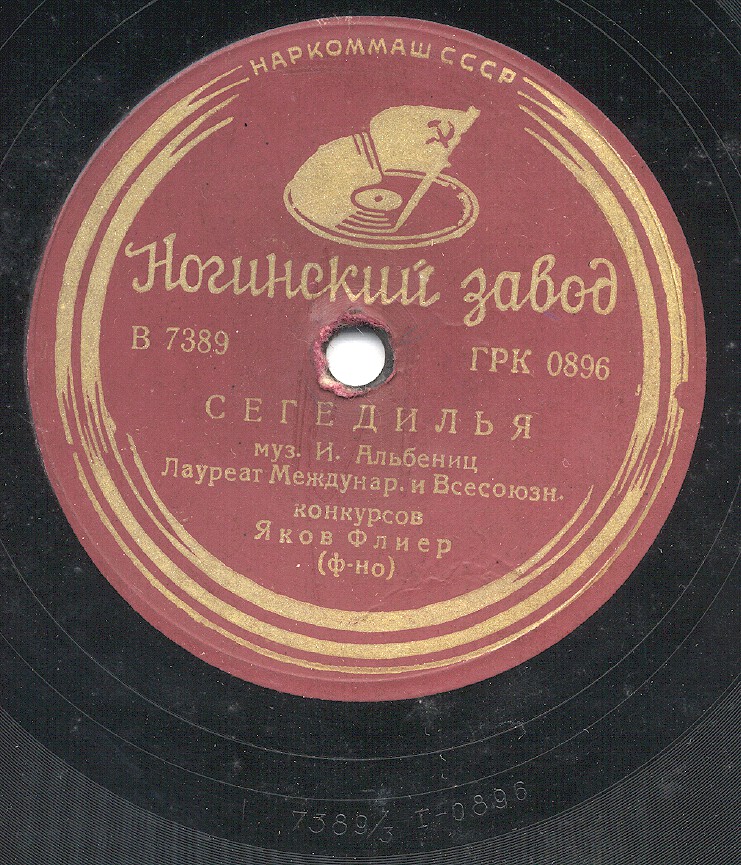 НАРКОММАШ СССР
Ногинский завод
В 7389
ГРК 0896
СЕГЕДИЛЬЯ
муз. И. Альбениц
Лауреат Междунар. и Всесоюзн.
конкурсов
Яков Флиер
(ф-но)
7389/3 I-0896